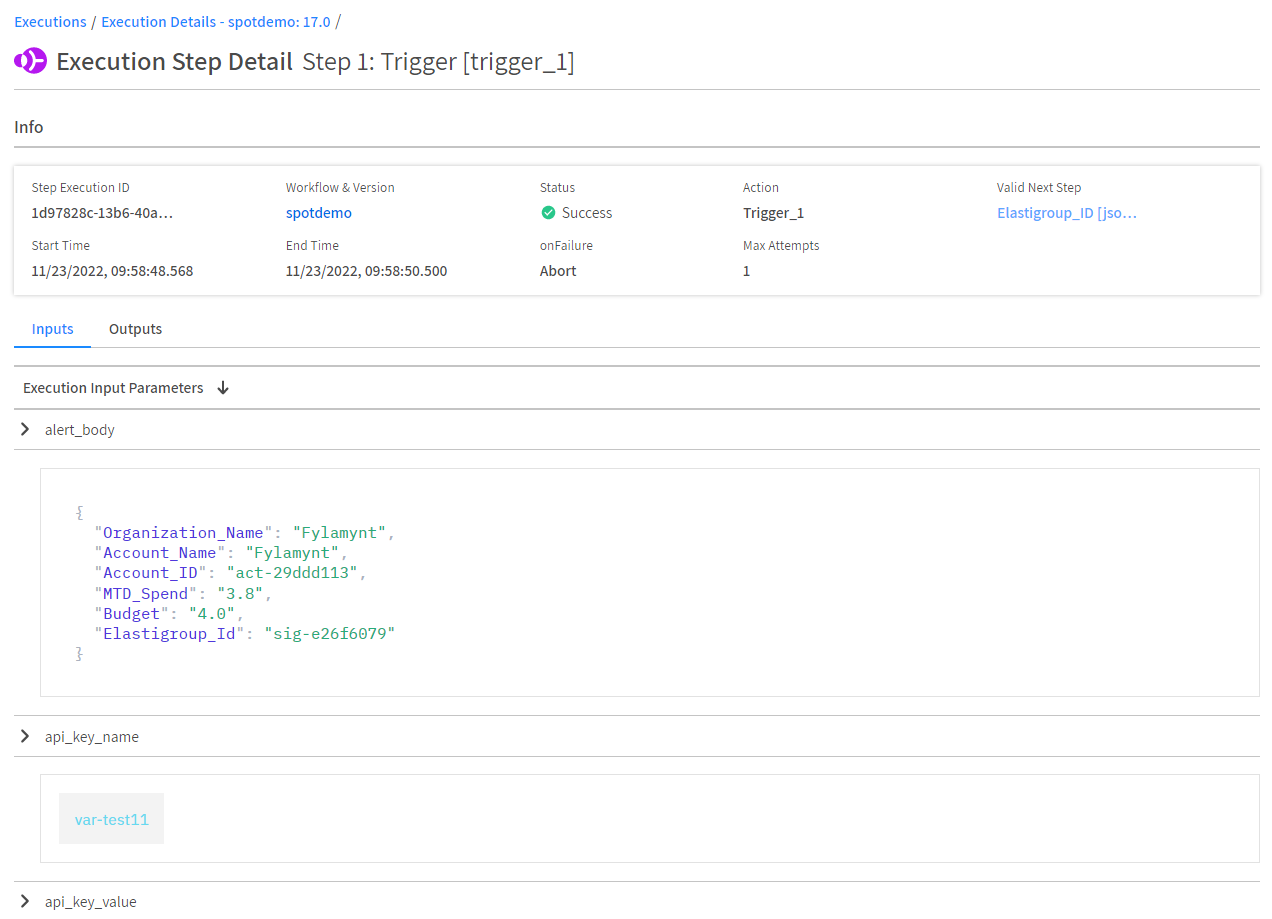 Executions / Execution Details - spotdemo: 17.0 /
Execution Step Detail Step 1: Trigger [trigger_1]
Info
Step Execution ID Workflow & Version Status Action Valid Next Step
1d97828c-13b6-40a… spotdemo Success Trigger_1 Elastigroup_ID [jso…
Start Time End Time onFailure Max Attempts
11/23/2022, 09:58:48.568 11/23/2022, 09:58:50.500 Abort 1
Inputs Outputs
Execution Input Parameters
alert_body
{
"Organization_Name": "Fylamynt",
"Account_Name": "Fylamynt",
"Account_ID": "act-29ddd113",
"MTD_Spend": "3.8",
"Budget": "4.0",
"Elastigroup_Id": "sig-e26f6079"
}
api_key_name
var-test11
api_key_value